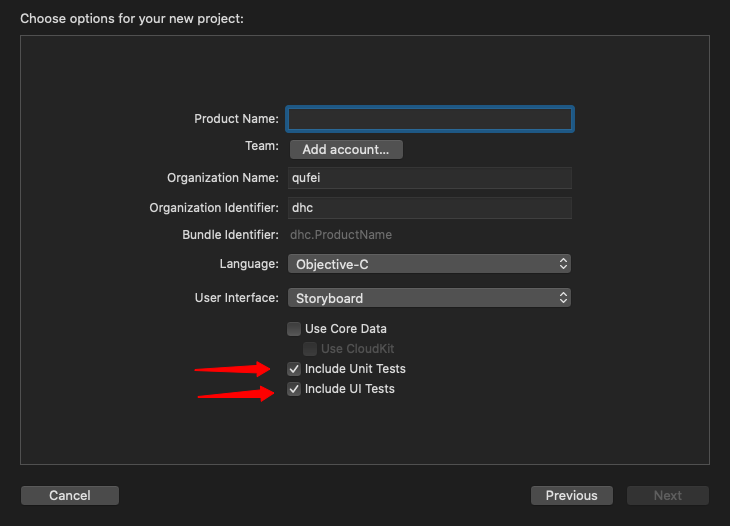 Choose options for your new project:
Product Name:
Team: Add account...
Organization Name: qufei
Organization Identifier: dhc
Bundle Identifier: dhc.ProductName
Language: Objective-C
User Interface: Storyboard
Use Core Data
Use CloudKit
Include Unit Tests
Include UI Tests
Cancel Previous Next